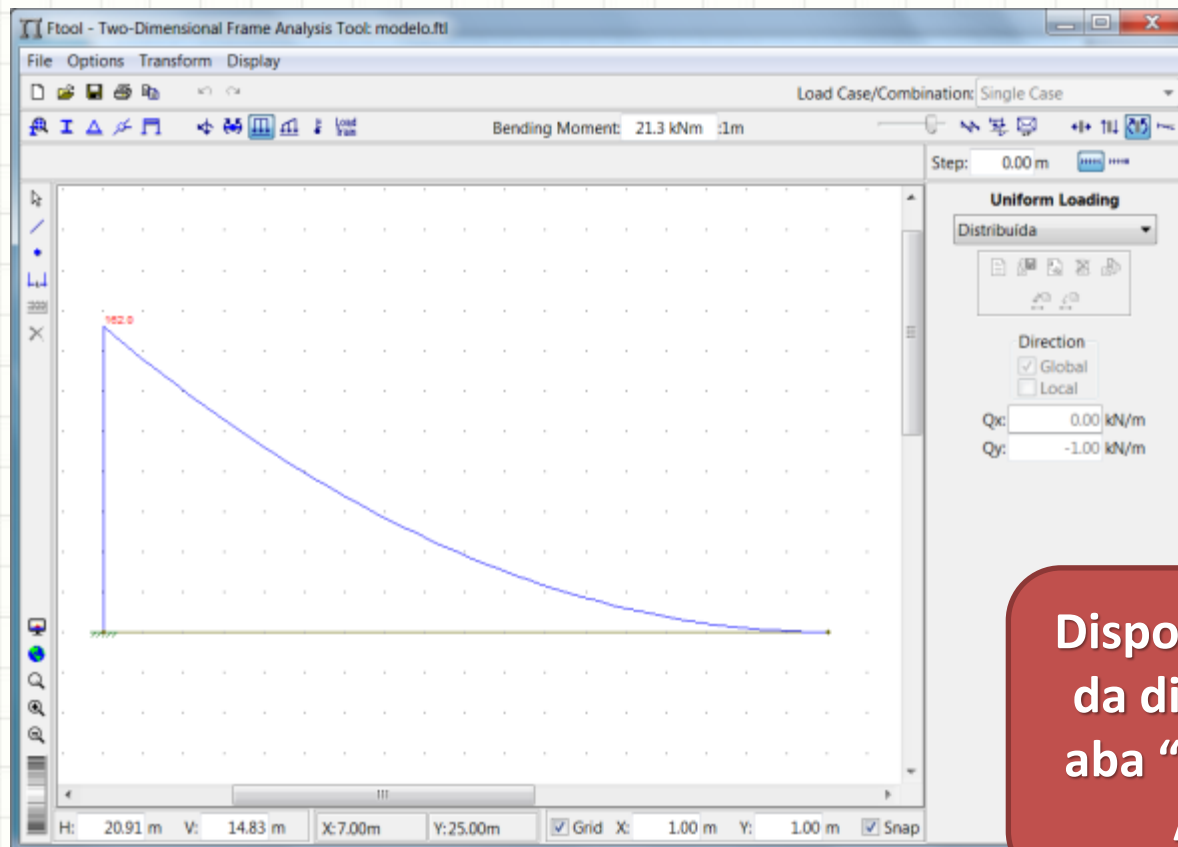 Ftool - Two-Dimensional Frame Analysis Tool: modelo.ftl
File Options Transform Display
Load Case/Combination: Single Case
Bending Moment: 21.3 kNm :1m
Step: 0.00 m
Uniform Loading
Distribuída
162.0
Direction
Global
Local
Qx: 0.00 kN/m
Qy: -1.00 kN/m
Dispo
da di
aba “
H: 20.91 m V: 14.83 m X:7.00m Y:25.00m Grid X: 1.00 m Y: 1.00 m Snap